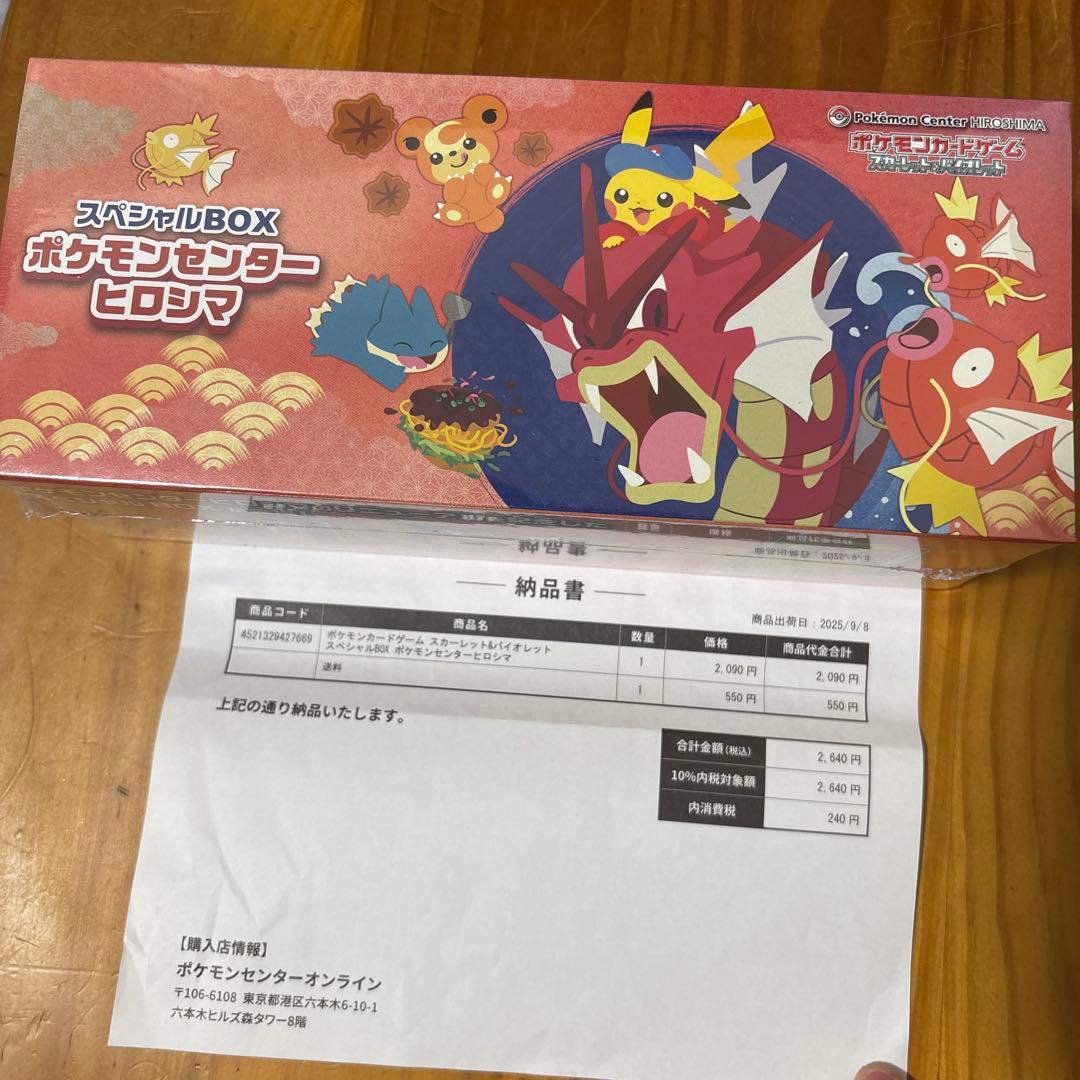 Pokémon Center HIROSHIMA
ポケモンカードゲーム
スカーレット&バイオレット
スペシャルBOX
ポケモンセンター
ヒロシマ
納品書
商品出荷日：2025/9/8
商品コード 商品名 数量 価格 商品代金合計
4521329427669 ポケモンカードゲーム スカーレット&バイオレット
スペシャルBOX ポケモンセンターヒロシマ 1 2,090 円 2,090 円
送料 1 550 円 550 円
上記の通り納品いたします。
合計金額(税込) 2,640 円
10%内税対象額 2,640 円
内消費税 240 円
【購入店情報】
ポケモンセンターオンライン
〒106-6108 東京都港区六本木6-10-1
六本木ヒルズ森タワー8階